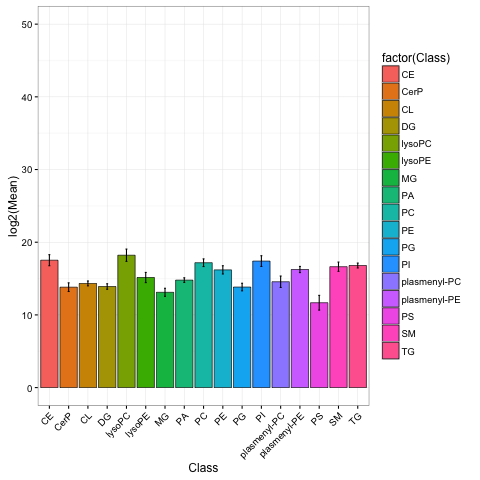 50
40
30
20
10
0
log2(Mean)
CE
CerP
CL
DG
lysoPC
lysoPE
MG
PA
PC
PE
PG
PI
plasmenyl-PC
plasmenyl-PE
PS
SM
TG
Class
factor(Class)
CE
CerP
CL
DG
lysoPC
lysoPE
MG
PA
PC
PE
PG
PI
plasmenyl-PC
plasmenyl-PE
PS
SM
TG